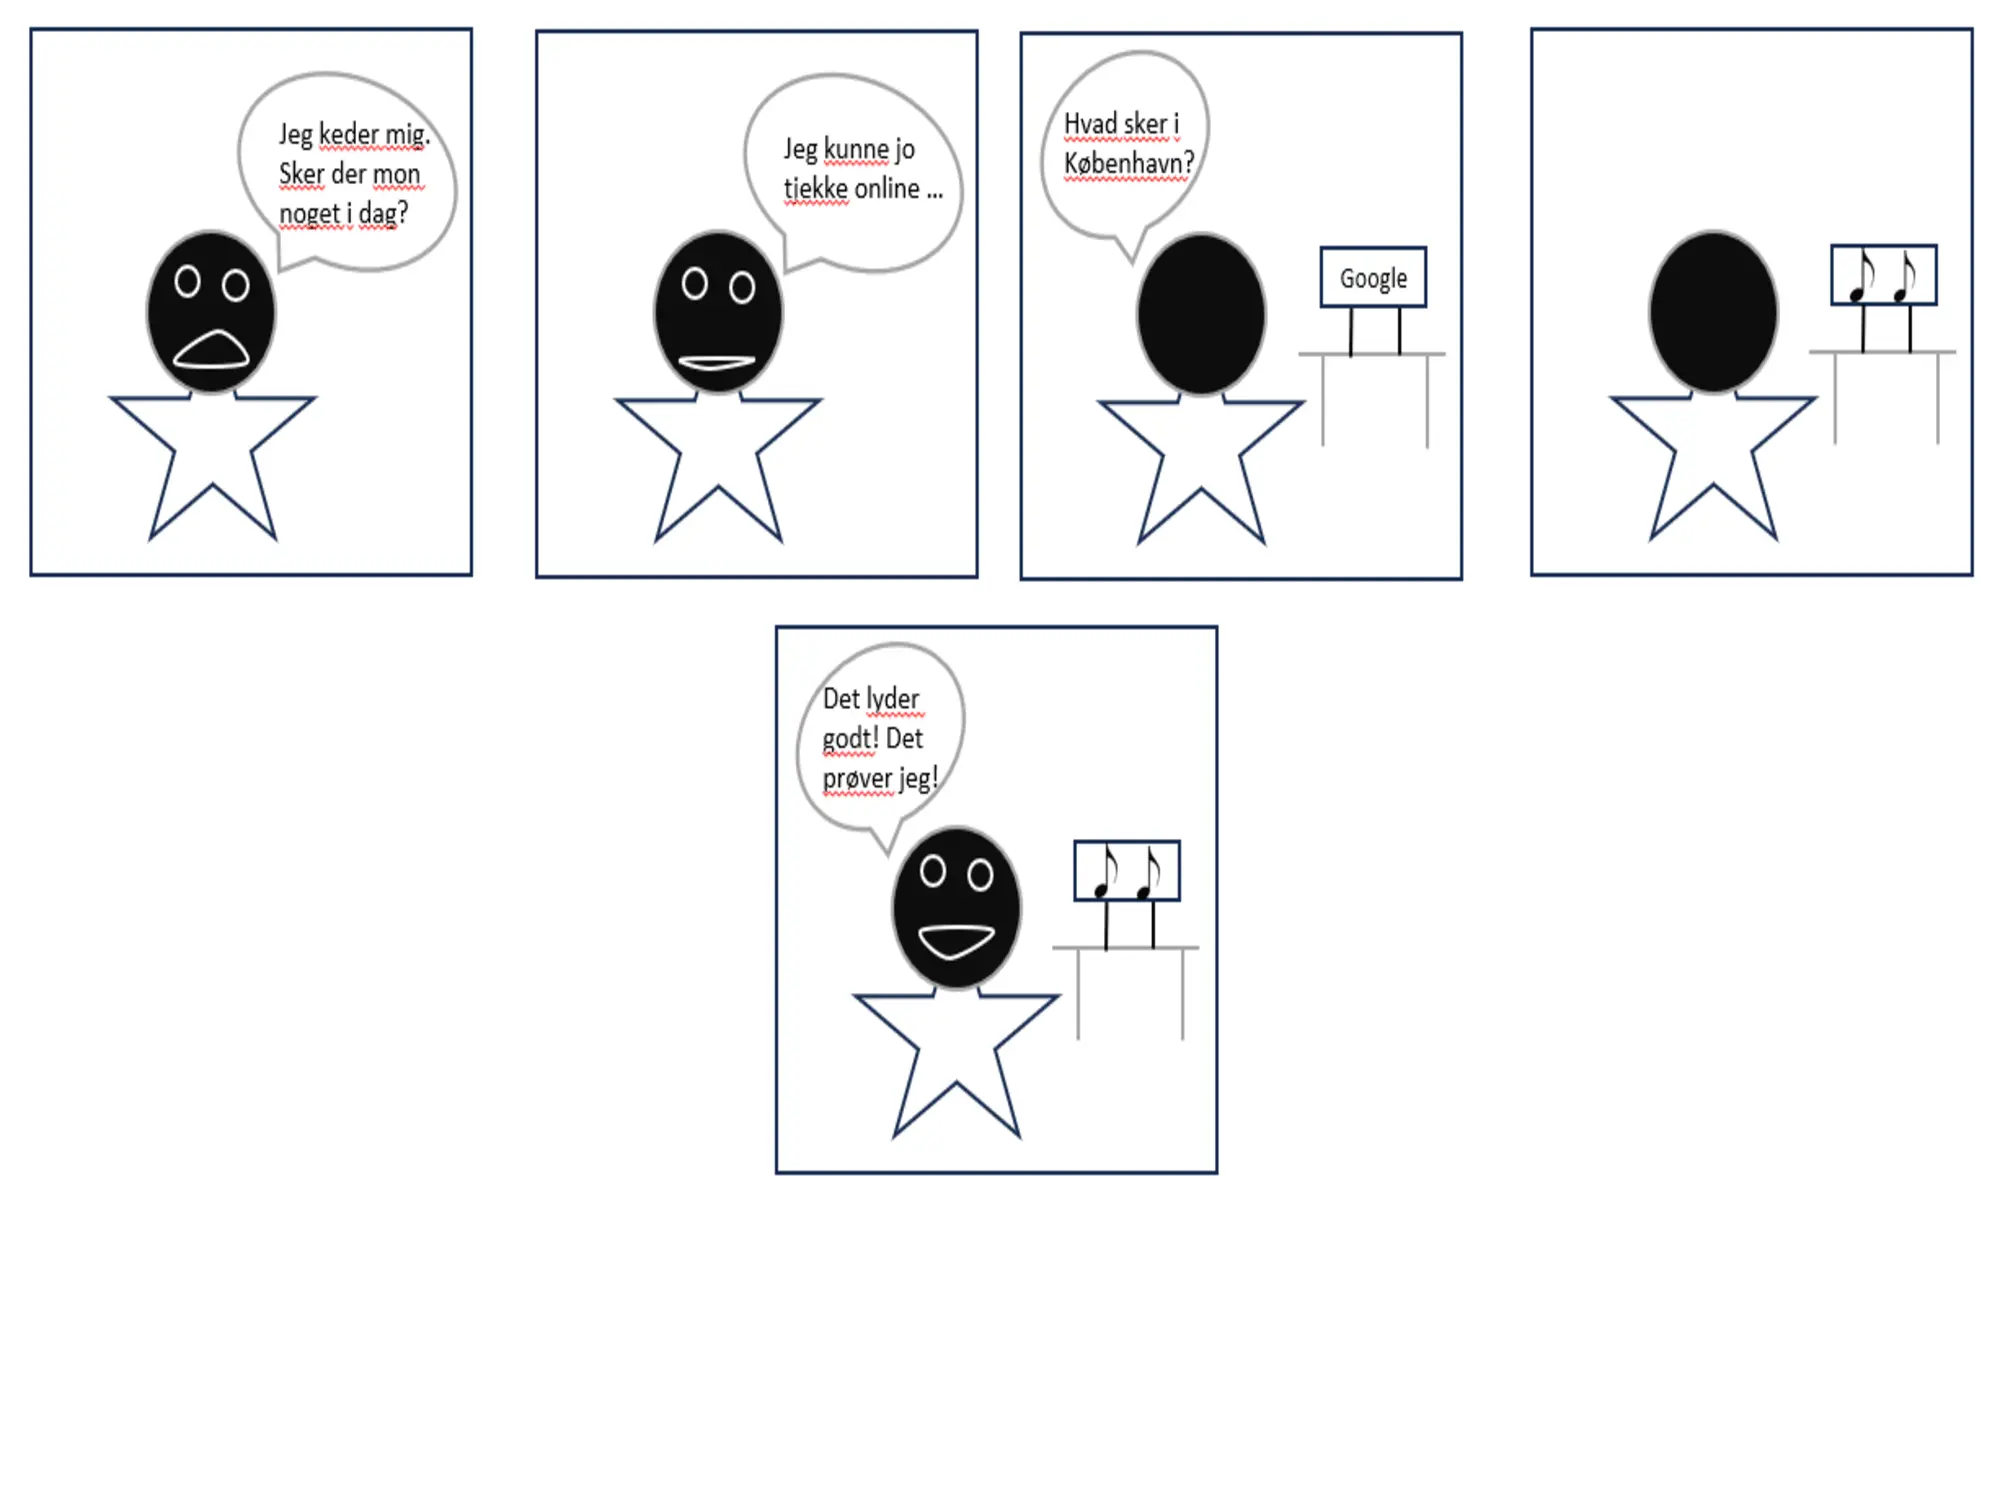 Jeg keder mig.
Sker der mon
noget i dag?
Jeg kunne jo
tjekke online ...
Hvad sker i
København?
Google
Det lyder
godt! Det
prøver jeg!